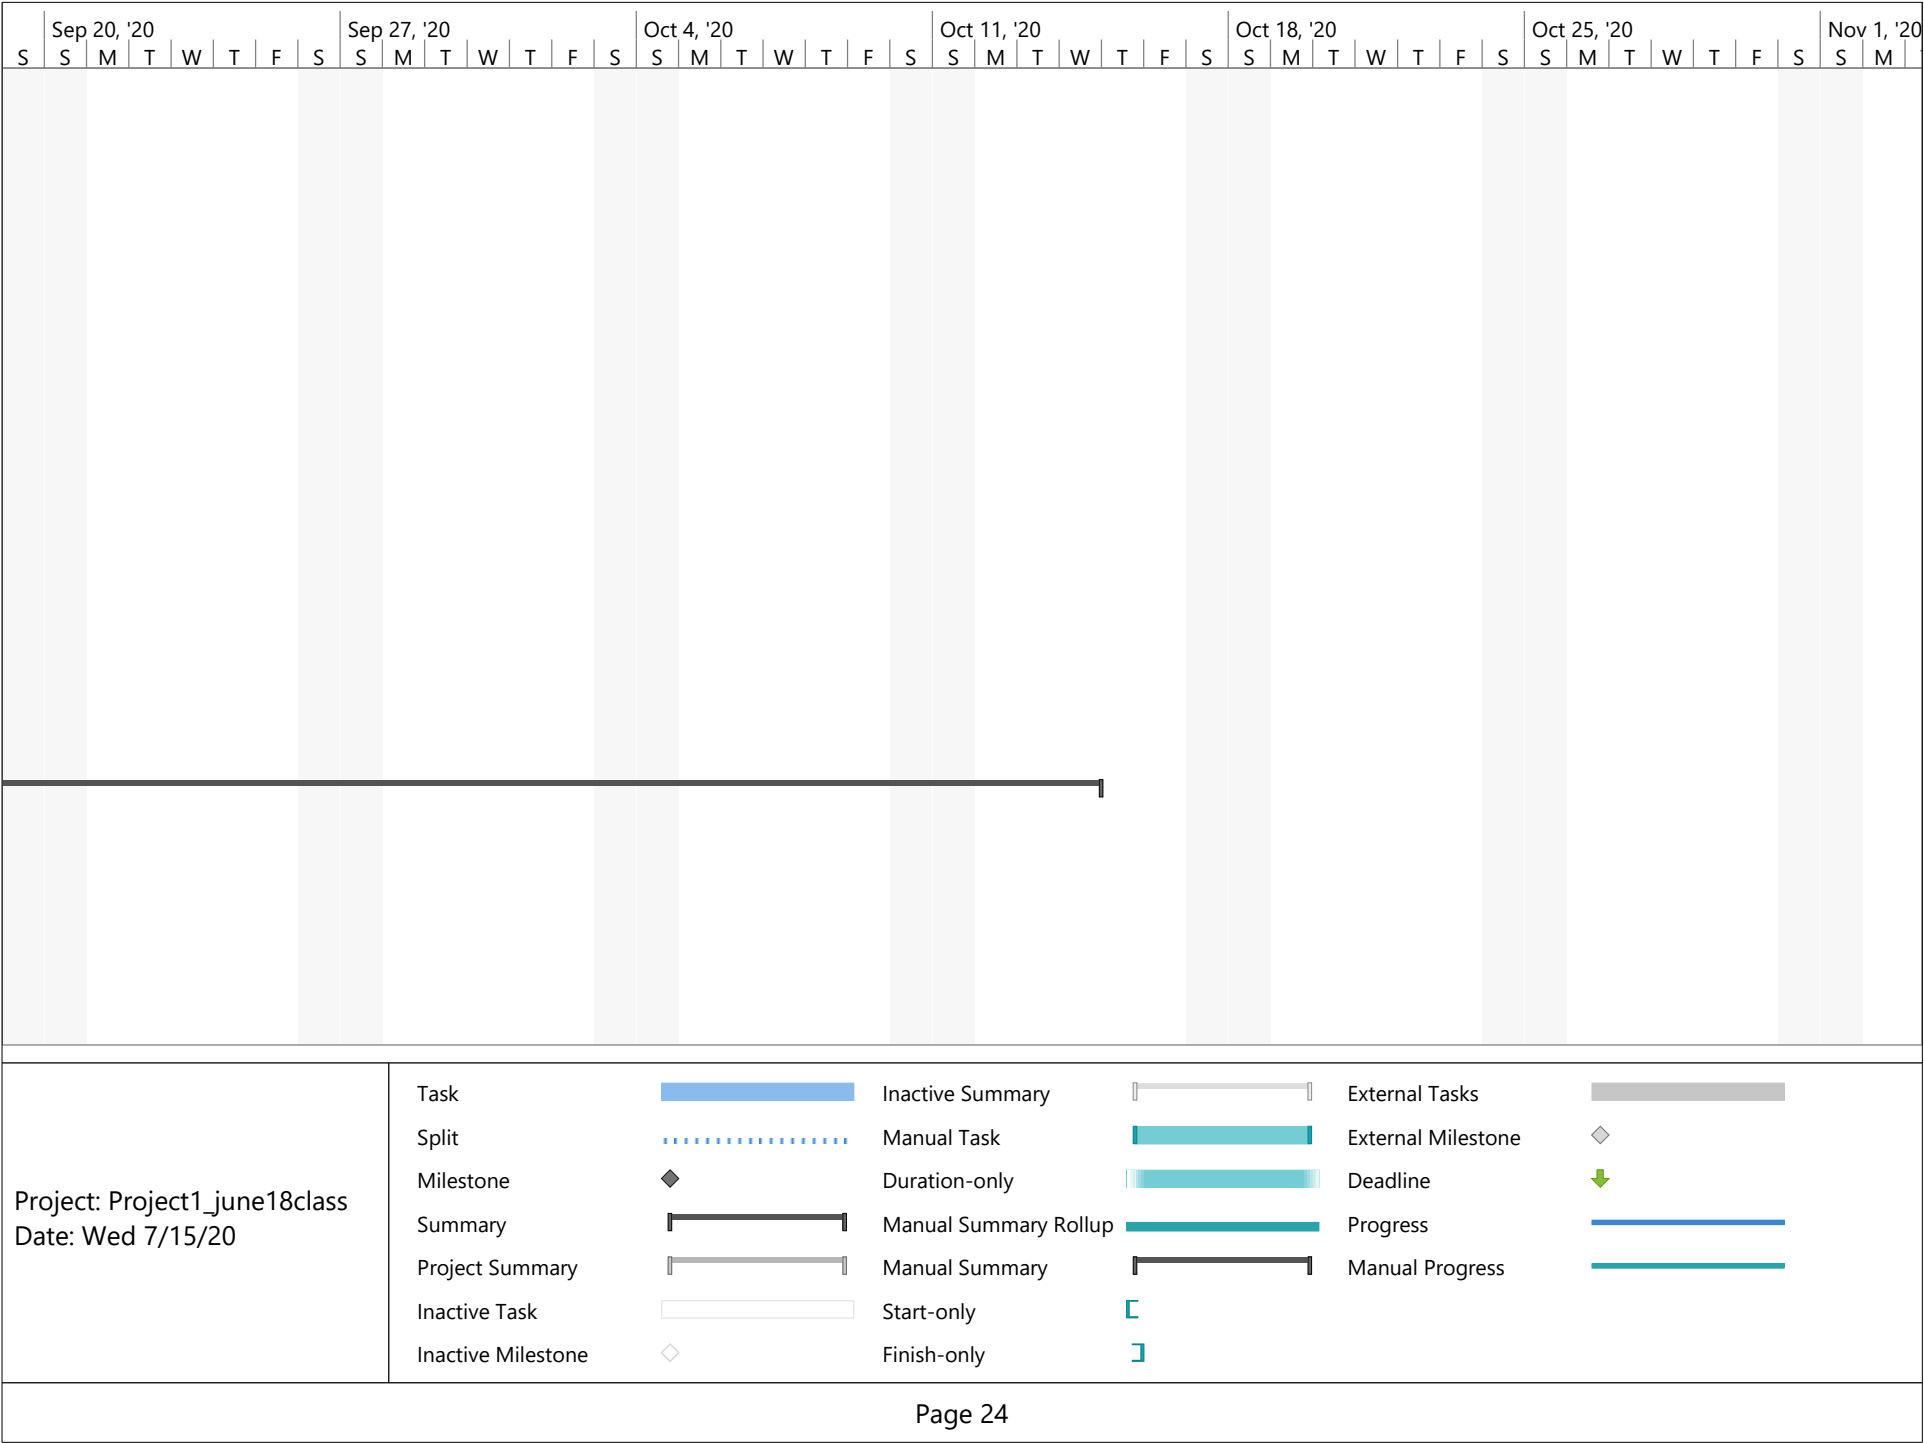 Sep 20, '20 Sep 27, '20 Oct 4, '20 Oct 11, '20 Oct 18, '20 Oct 25, '20 Nov 1, '20
S S M T W T F S S M T W T F S S M T W T F S S M T W T F S S M T W T F S S M T W T F S S M
Project: Project1_june18class
Date: Wed 7/15/20
Task
Split
Milestone
Summary
Project Summary
Inactive Task
Inactive Milestone
Inactive Summary
Manual Task
Duration-only
Manual Summary Rollup
Manual Summary
Start-only
Finish-only
External Tasks
External Milestone
Deadline
Progress
Manual Progress
Page 24